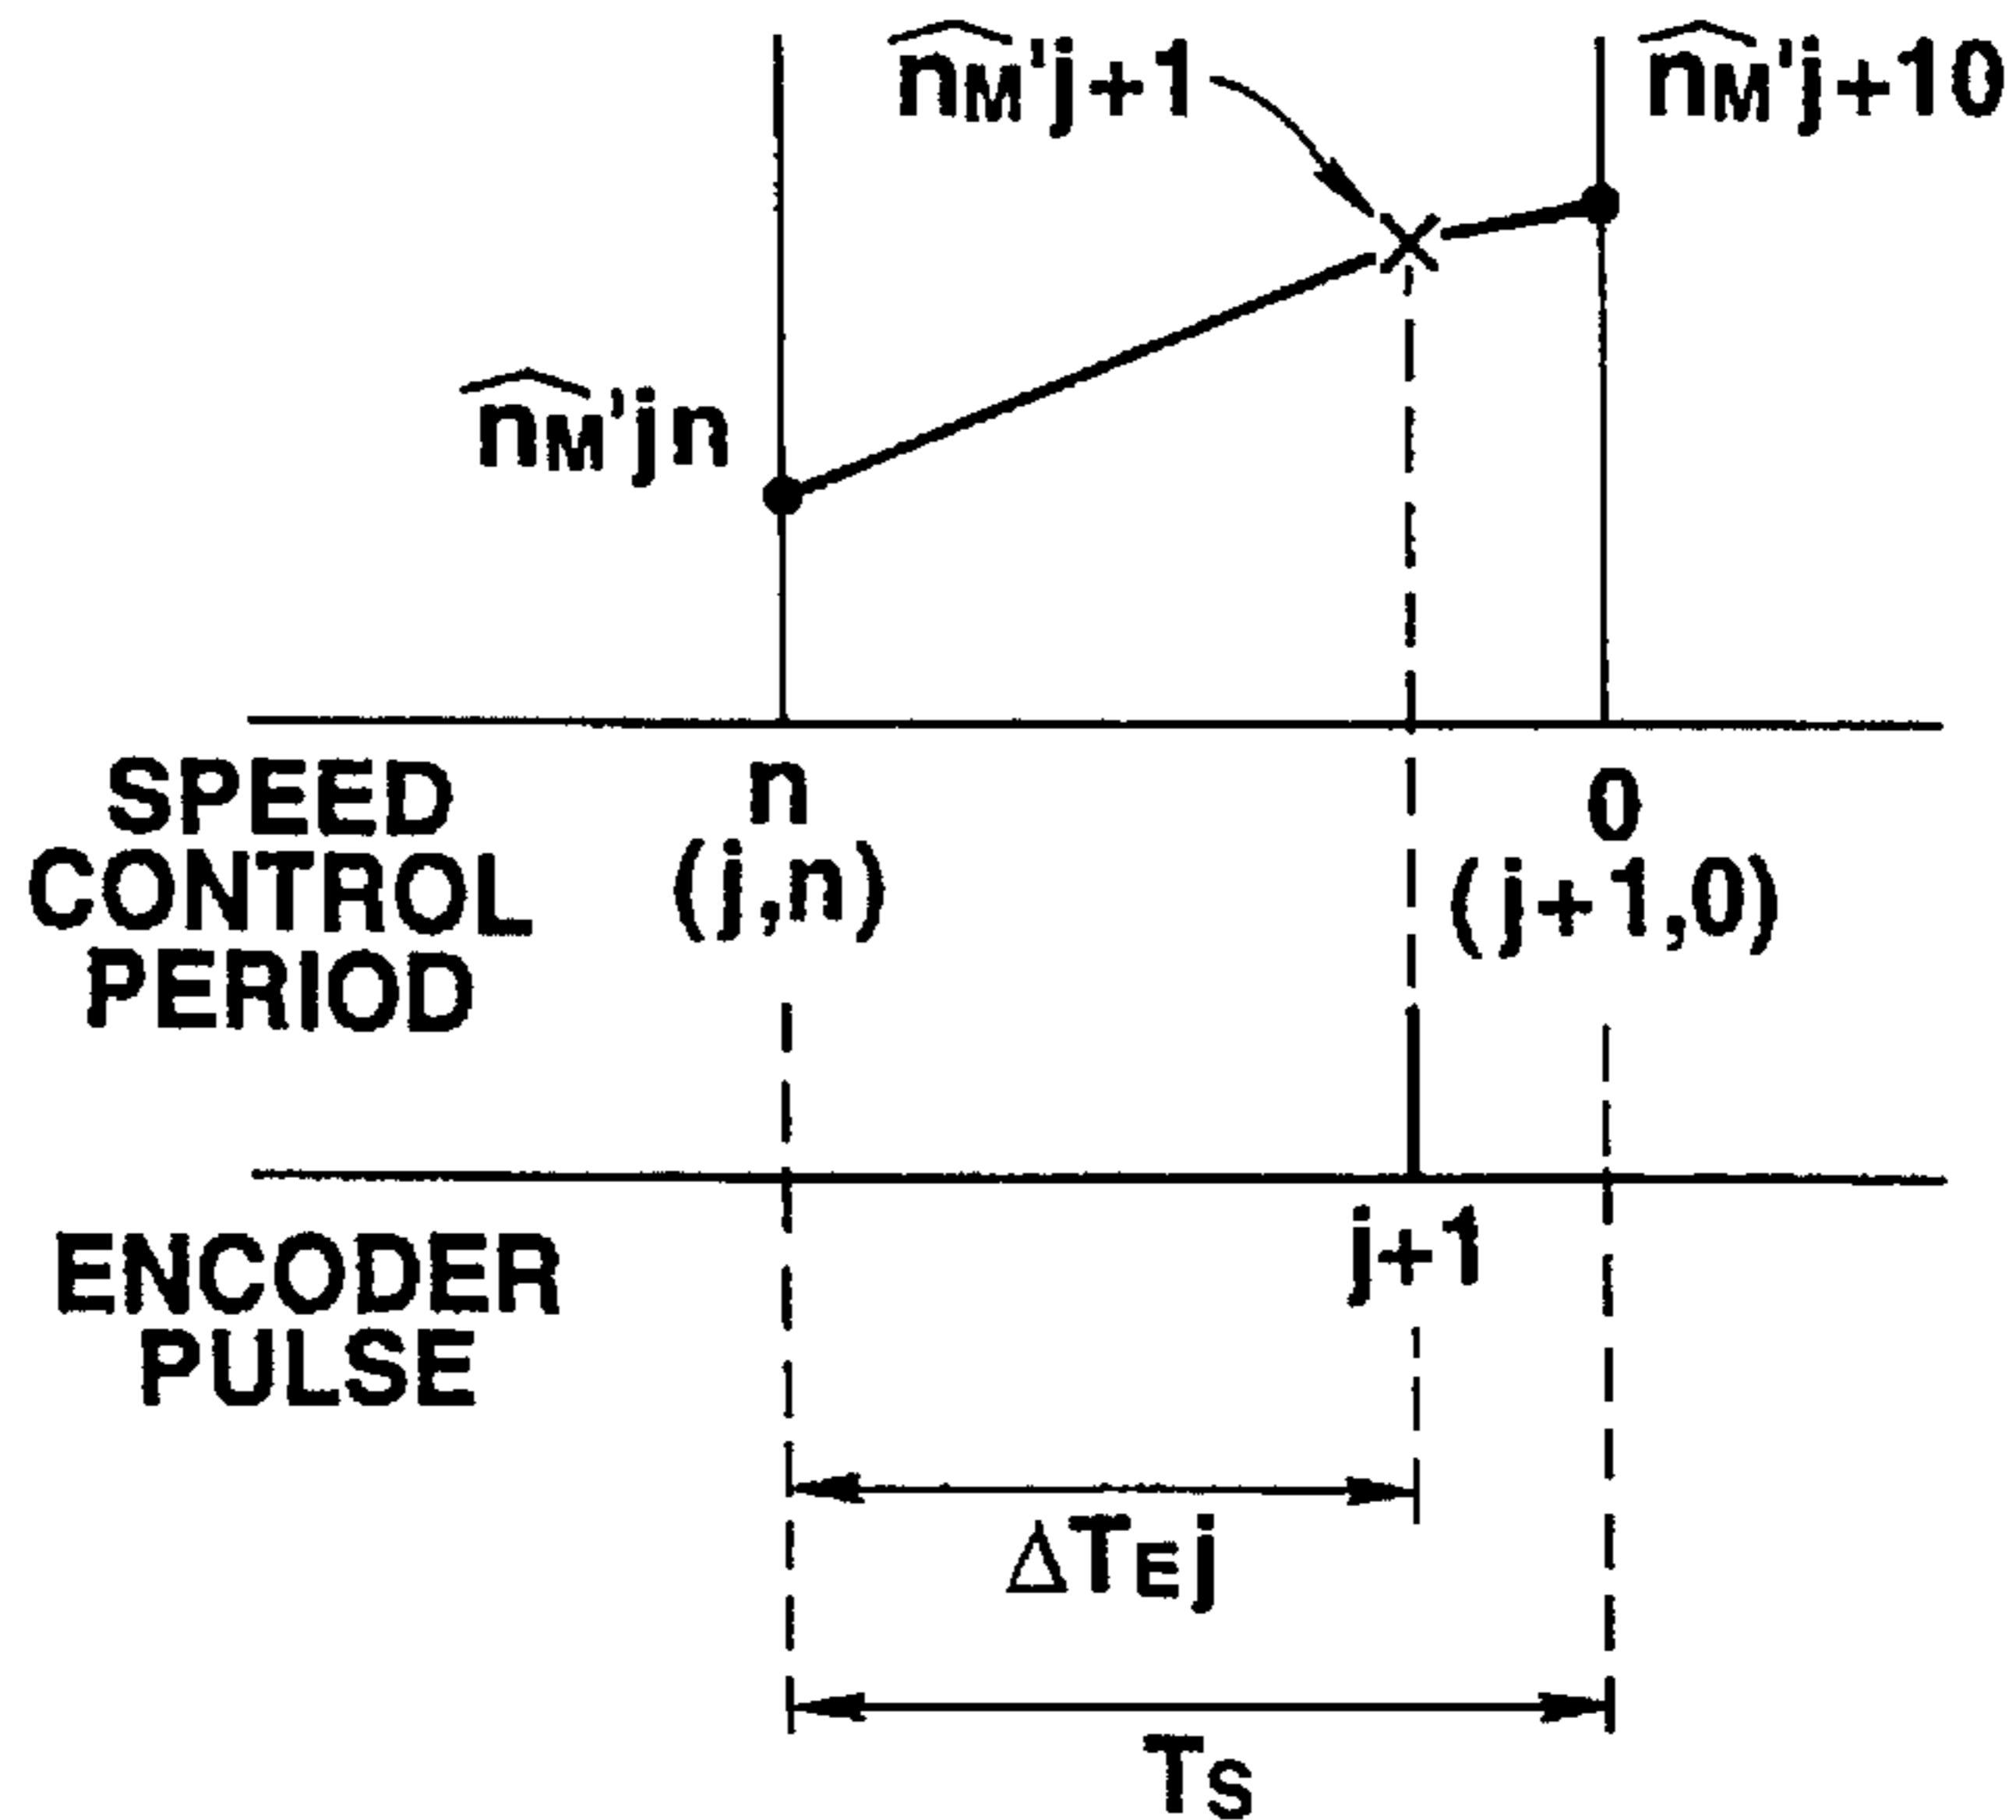 n̂M'j+1
n̂M'j+10
n̂M'jn
SPEED
CONTROL
PERIOD
n
(j,n)
0
(j+1,0)
ENCODER
PULSE
j+1
ΔTEj
TS